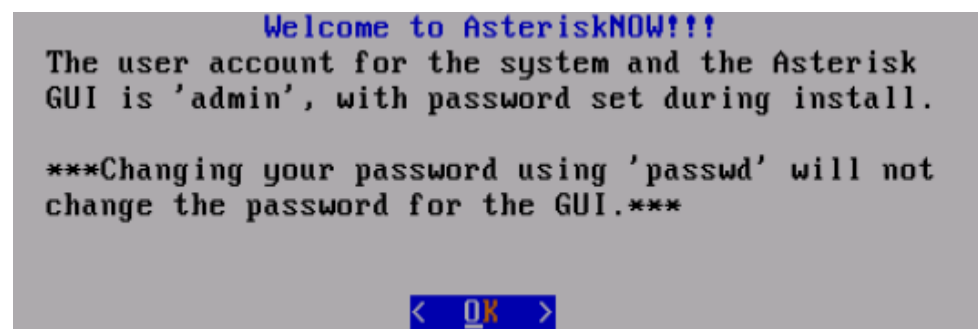 Welcome to AsteriskNOW!!!
The user account for the system and the Asterisk
GUI is 'admin', with password set during install.
***Changing your password using 'passwd' will not
change the password for the GUI.***
< OK >